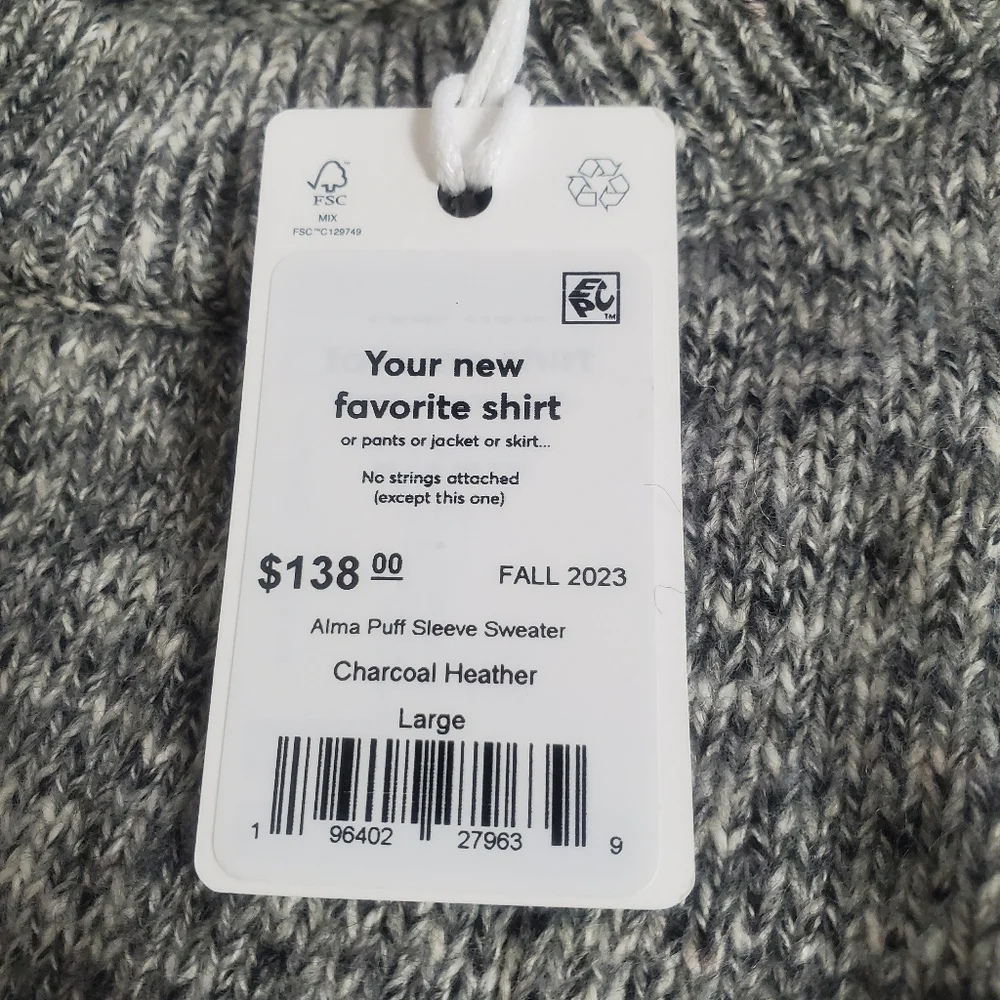 FSC
MIX
FSC™C129749
EPC™
Your new
favorite shirt
or pants or jacket or skirt...
No strings attached
(except this one)
$138 00 FALL 2023
Alma Puff Sleeve Sweater
Charcoal Heather
Large
1 96402 27963 9